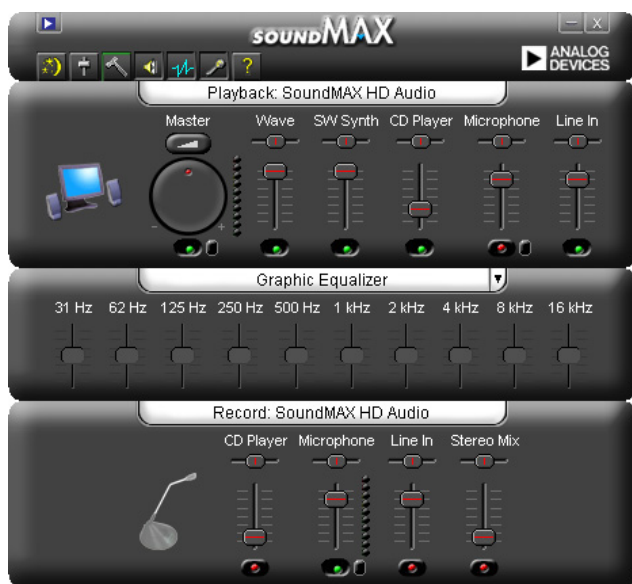 SOUNDMAX
X
?
ANALOG
DEVICES
Playback: SoundMAX HD Audio
Master Wave SW Synth CD Player Microphone Line In
- +
Graphic Equalizer
31 Hz 62 Hz 125 Hz 250 Hz 500 Hz 1 kHz 2 kHz 4 kHz 8 kHz 16 kHz
Record: SoundMAX HD Audio
CD Player Microphone Line In Stereo Mix